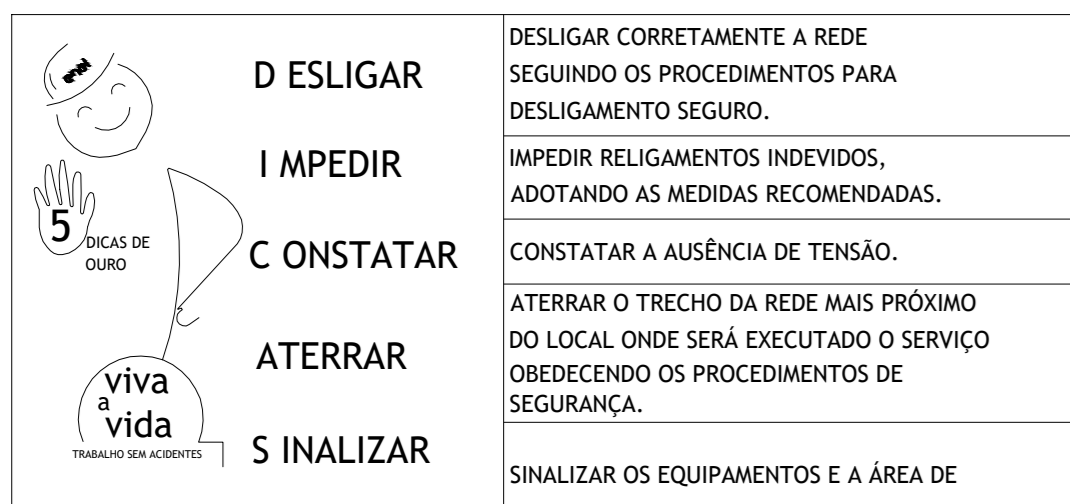 enel
D ESLIGAR
DESLIGAR CORRETAMENTE A REDE
SEGUINDO OS PROCEDIMENTOS PARA
DESLIGAMENTO SEGURO.
I MPEDIR
IMPEDIR RELIGAMENTOS INDEVIDOS,
ADOTANDO AS MEDIDAS RECOMENDADAS.
5
DICAS DE
OURO
C ONSTATAR
CONSTATAR A AUSÊNCIA DE TENSÃO.
ATERRAR
ATERRAR O TRECHO DA REDE MAIS PRÓXIMO
DO LOCAL ONDE SERÁ EXECUTADO O SERVIÇO
OBEDECENDO OS PROCEDIMENTOS DE
SEGURANÇA.
viva
a
vida
TRABALHO SEM ACIDENTES
S INALIZAR
SINALIZAR OS EQUIPAMENTOS E A ÁREA DE